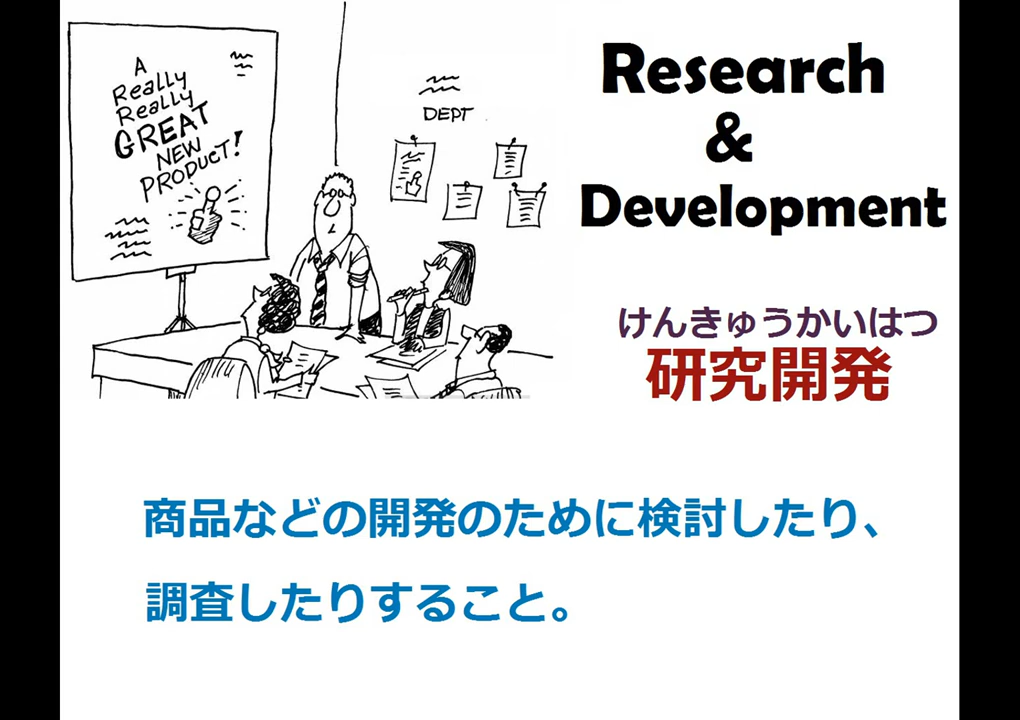 A
Really
Really
GREAT
NEW
PRODUCT!
DEPT
Research
&
Development
けんきゅうかいはつ
研究開発
商品などの開発のために検討したり、
調査したりすること。